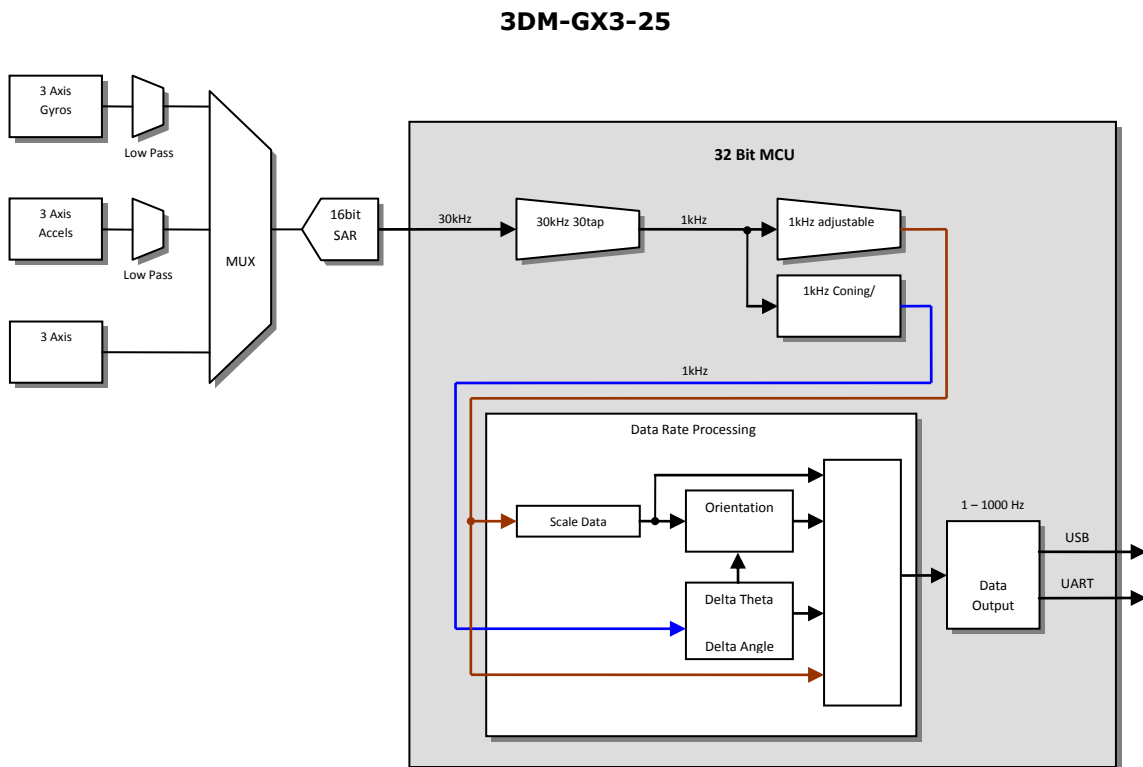 3DM-GX3-25
3 Axis
Gyros
Low Pass
3 Axis
Accels
Low Pass
3 Axis
MUX
16bit
SAR
32 Bit MCU
30kHz
30kHz 30tap
1kHz
1kHz adjustable
1kHz Coning/
1kHz
Data Rate Processing
Scale Data
Orientation
Delta Theta
Delta Angle
1 – 1000 Hz
Data
Output
USB
UART